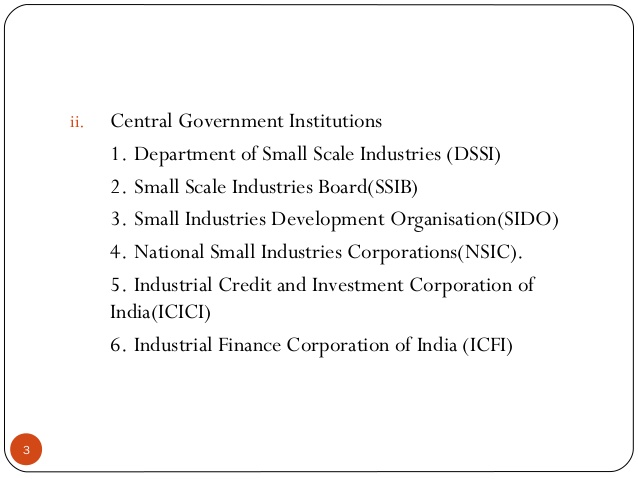 ii. Central Government Institutions
1. Department of Small Scale Industries (DSSI)
2. Small Scale Industries Board(SSIB)
3. Small Industries Development Organisation(SIDO)
4. National Small Industries Corporations(NSIC).
5. Industrial Credit and Investment Corporation of
India(ICICI)
6. Industrial Finance Corporation of India (ICFI)
3